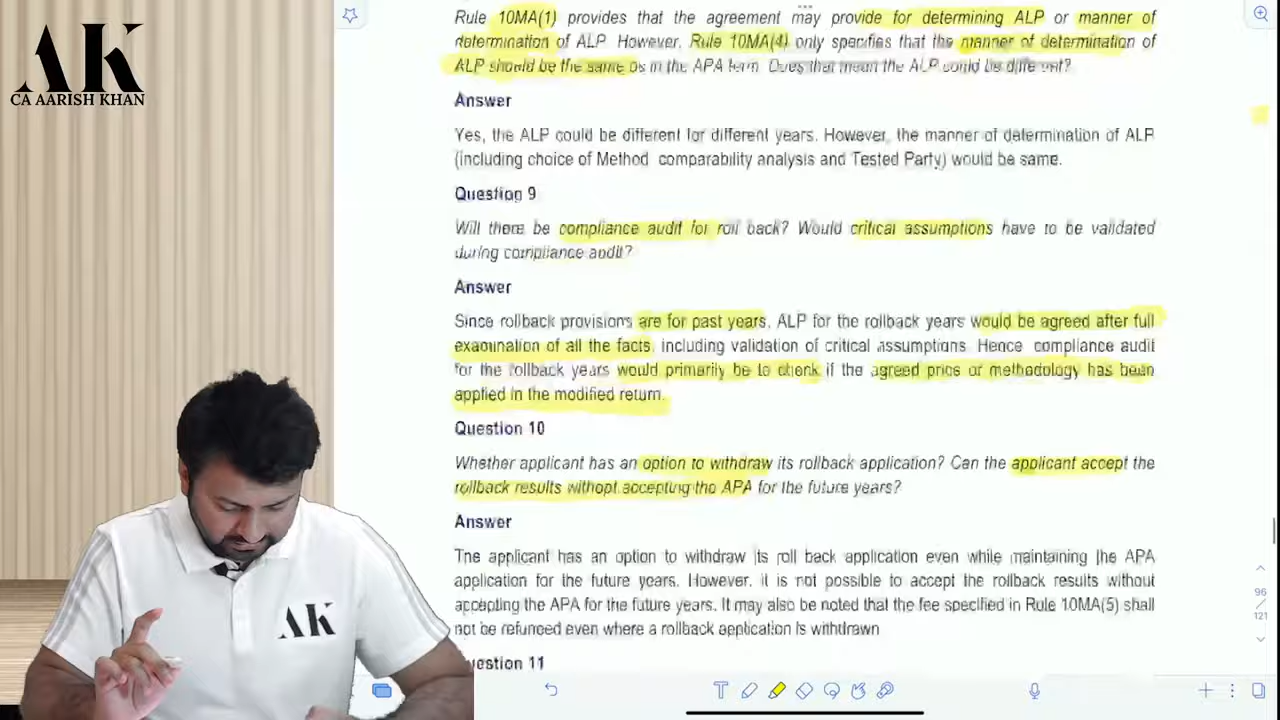 AK
CA AARISH KHAN
Rule 10MA(1) provides that the agreement may provide for determining ALP or manner of
determination of ALP. However, Rule 10MA(4) only specifies that the manner of determination of
ALP should be the same as in the APA term. Does that mean the ALP could be different?
Answer
Yes, the ALP could be different for different years. However, the manner of determination of ALP
(including choice of Method comparability analysis and Tested Party) would be same.
Question 9
Will there be compliance audit for roll back? Would critical assumptions have to be validated
during compliance audit?
Answer
Since rollback provisions are for past years, ALP for the rollback years would be agreed after full
examination of all the facts, including validation of critical assumptions. Hence compliance audit
for the rollback years would primarily be to check if the agreed price or methodology has been
applied in the modified return.
Question 10
Whether applicant has an option to withdraw its rollback application? Can the applicant accept the
rollback results without accepting the APA for the future years?
Answer
The applicant has an option to withdraw its roll back application even while maintaining the APA
application for the future years. However, it is not possible to accept the rollback results without
accepting the APA for the future years. It may also be noted that the fee specified in Rule 10MA(5) shall
not be refunded even where a rollback application is withdrawn
uestion 11
AK
96
121